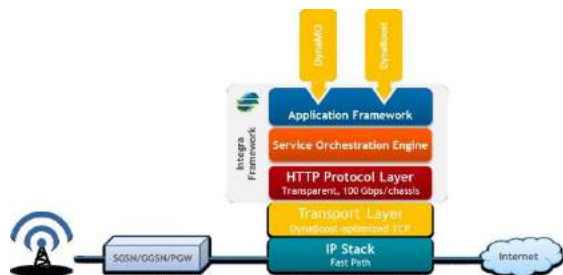 DynaMO
DynaBoost
Integra
Framework
Application Framework
Service Orchestration Engine
HTTP Protocol Layer
Transparent, 100 Gbps/chassis
Transport Layer
DynaBoost-optimized TCP
IP Stack
Fast Path
SGSN/GGSN/PGW
Internet